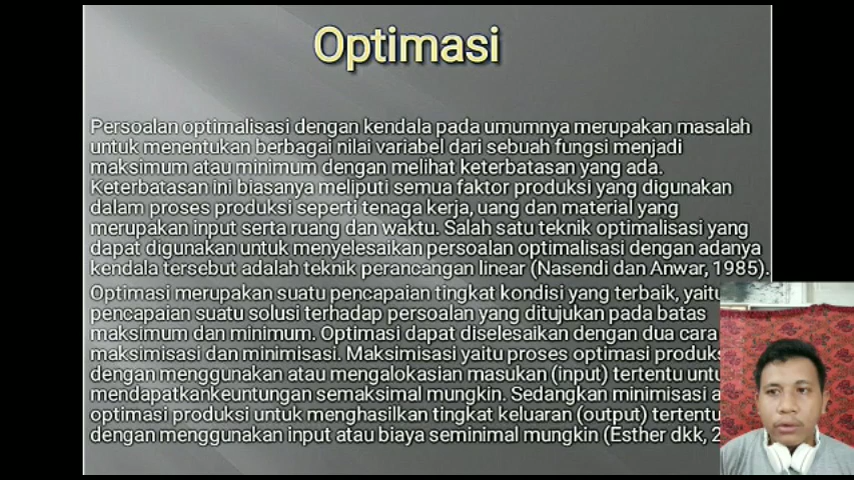 Optimasi
Persoalan optimalisasi dengan kendala pada umumnya merupakan masalah
untuk menentukan berbagai nilai variabel dari sebuah fungsi menjadi
maksimum atau minimum dengan melihat keterbatasan yang ada.
Keterbatasan ini biasanya meliputi semua faktor produksi yang digunakan
dalam proses produksi seperti tenaga kerja, uang dan material yang
merupakan input serta ruang dan waktu. Salah satu teknik optimalisasi yang
dapat digunakan untuk menyelesaikan persoalan optimalisasi dengan adanya
kendala tersebut adalah teknik perancangan linear (Nasendi dan Anwar, 1985).
Optimasi merupakan suatu pencapaian tingkat kondisi yang terbaik, yaitu
pencapaian suatu solusi terhadap persoalan yang ditujukan pada batas
maksimum dan minimum. Optimasi dapat diselesaikan dengan dua cara
maksimisasi dan minimisasi. Maksimisasi yaitu proses optimasi
dengan menggunakan atau mengalokasian masukan (input) tertentu
mendapatkankeuntungan semaksimal mungkin. Sedangkan minimisasi
optimasi produksi untuk menghasilkan tingkat keluaran (output) tertentu
dengan menggunakan input atau biaya seminimal mungkin (Esther dkk,